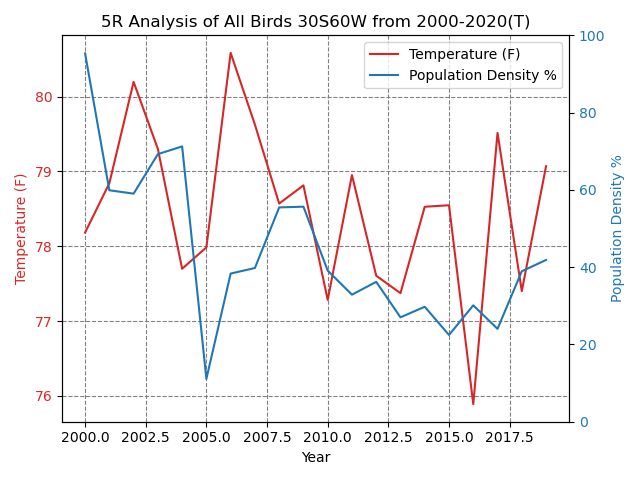 5R Analysis of All Birds 30S60W from 2000-2020(T)
Temperature (F)
Population Density %
80
79
78
77
76
Temperature (F)
100
80
60
40
20
0
Population Density %
2000.0 2002.5 2005.0 2007.5 2010.0 2012.5 2015.0 2017.5
Year